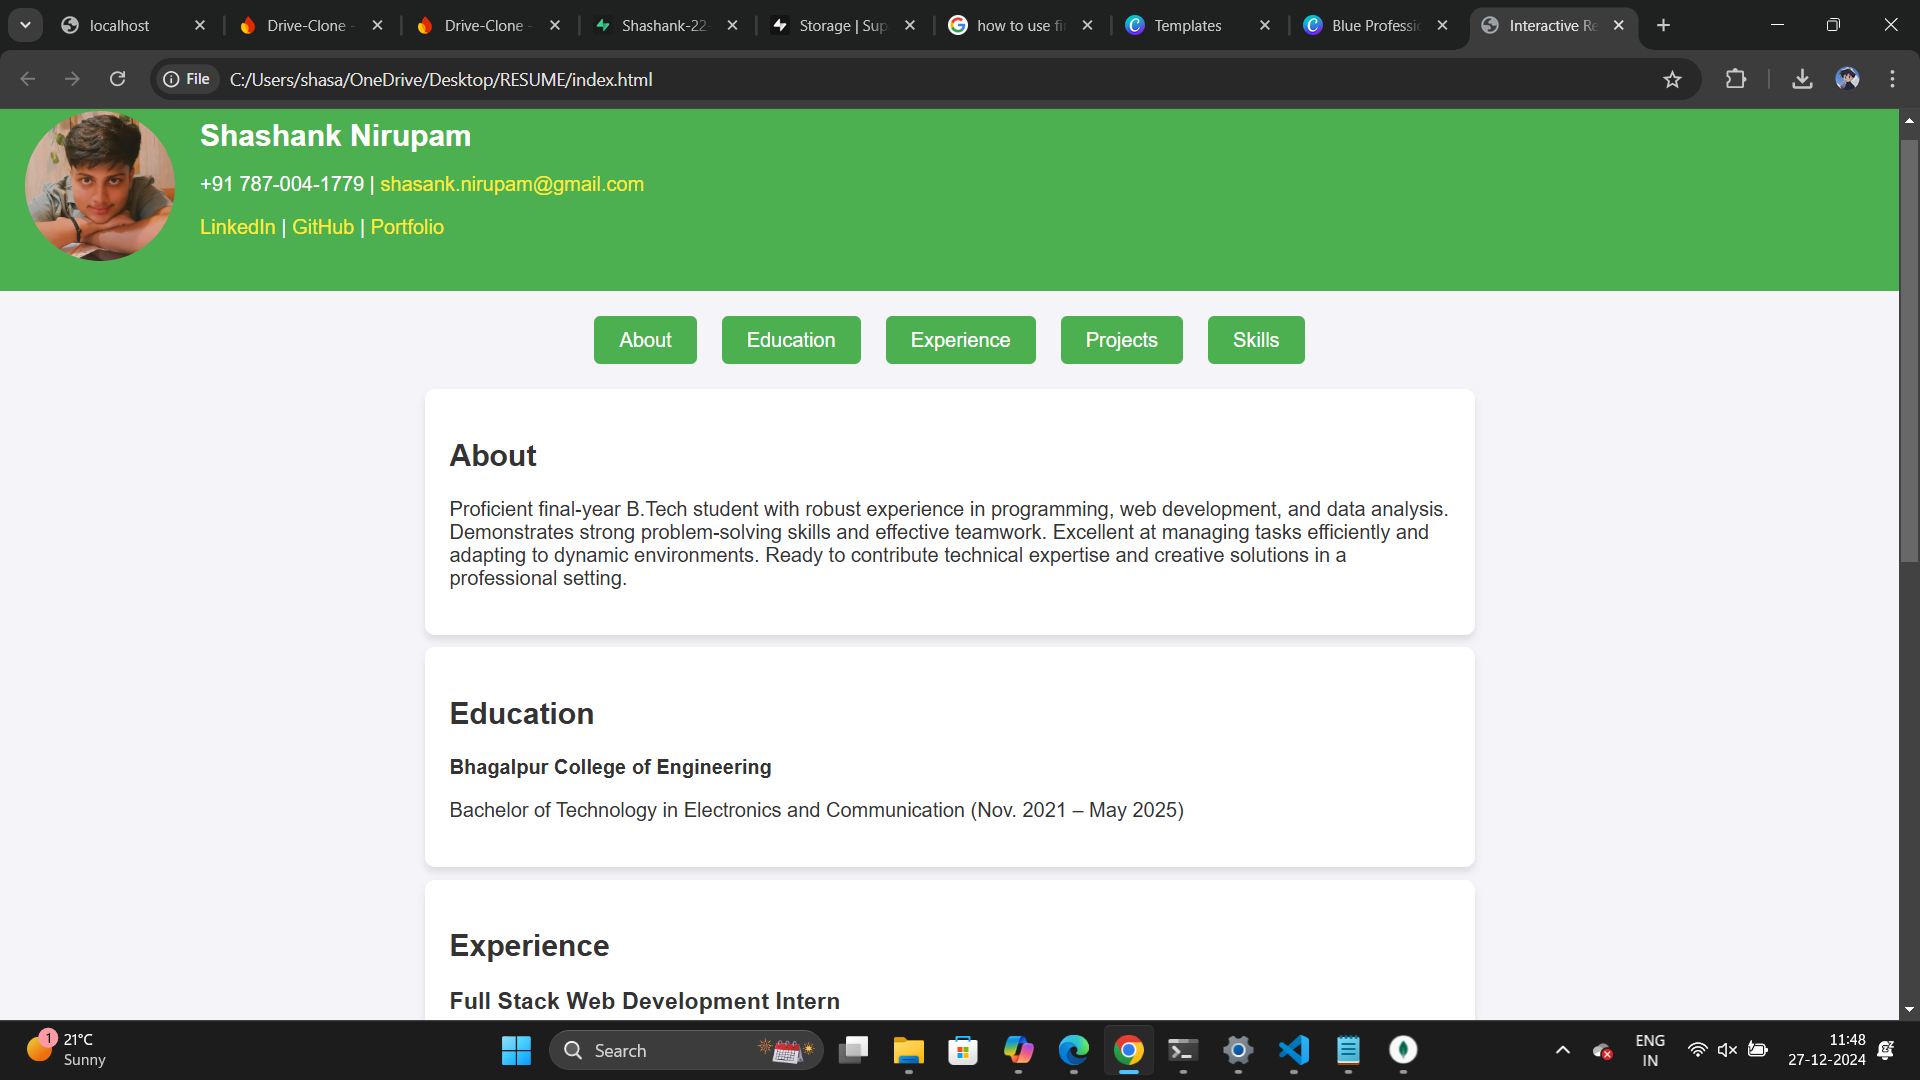 localhost
Drive-Clone -
Drive-Clone -
Shashank-22-
Storage | Sup
how to use fi
Templates
Blue Professi
Interactive Re
File
C:/Users/shasa/OneDrive/Desktop/RESUME/index.html
Shashank Nirupam
+91 787-004-1779 | shasank.nirupam@gmail.com
LinkedIn | GitHub | Portfolio
About
Education
Experience
Projects
Skills
About
Proficient final-year B.Tech student with robust experience in programming, web development, and data analysis.
Demonstrates strong problem-solving skills and effective teamwork. Excellent at managing tasks efficiently and
adapting to dynamic environments. Ready to contribute technical expertise and creative solutions in a
professional setting.
Education
Bhagalpur College of Engineering
Bachelor of Technology in Electronics and Communication (Nov. 2021 – May 2025)
Experience
Full Stack Web Development Intern
1
21°C
Sunny
Search
ENG
IN
11:48
27-12-2024